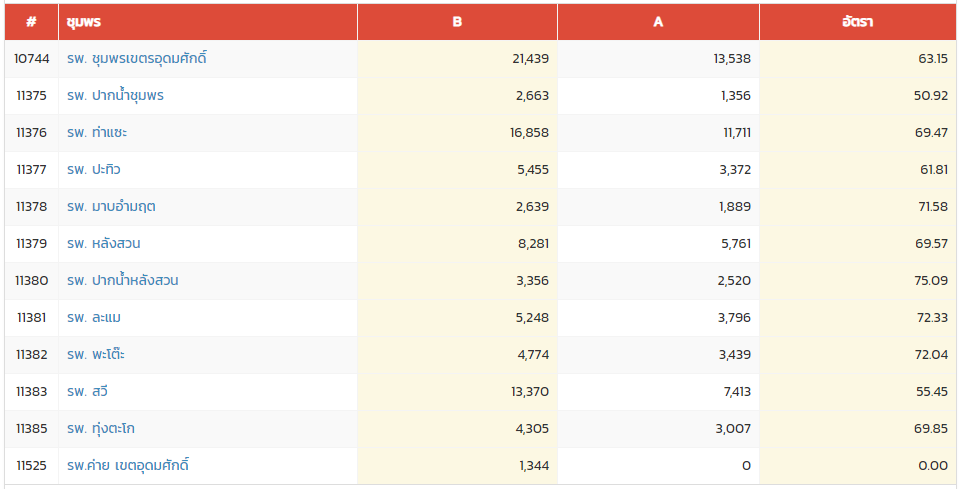 # ชุมพร B A อัตรา
10744 รพ. ชุมพรเขตรอุดมศักดิ์ 21,439 13,538 63.15
11375 รพ. ปากน้ำชุมพร 2,663 1,356 50.92
11376 รพ. ท่าแซะ 16,858 11,711 69.47
11377 รพ. ปะทิว 5,455 3,372 61.81
11378 รพ. มาบอำมฤต 2,639 1,889 71.58
11379 รพ. หลังสวน 8,281 5,761 69.57
11380 รพ. ปากน้ำหลังสวน 3,356 2,520 75.09
11381 รพ. ละแม 5,248 3,796 72.33
11382 รพ. พะโต๊ะ 4,774 3,439 72.04
11383 รพ. สวี 13,370 7,413 55.45
11385 รพ. ทุ่งตะโก 4,305 3,007 69.85
11525 รพ.ค่าย เขตอุดมศักดิ์ 1,344 0 0.00